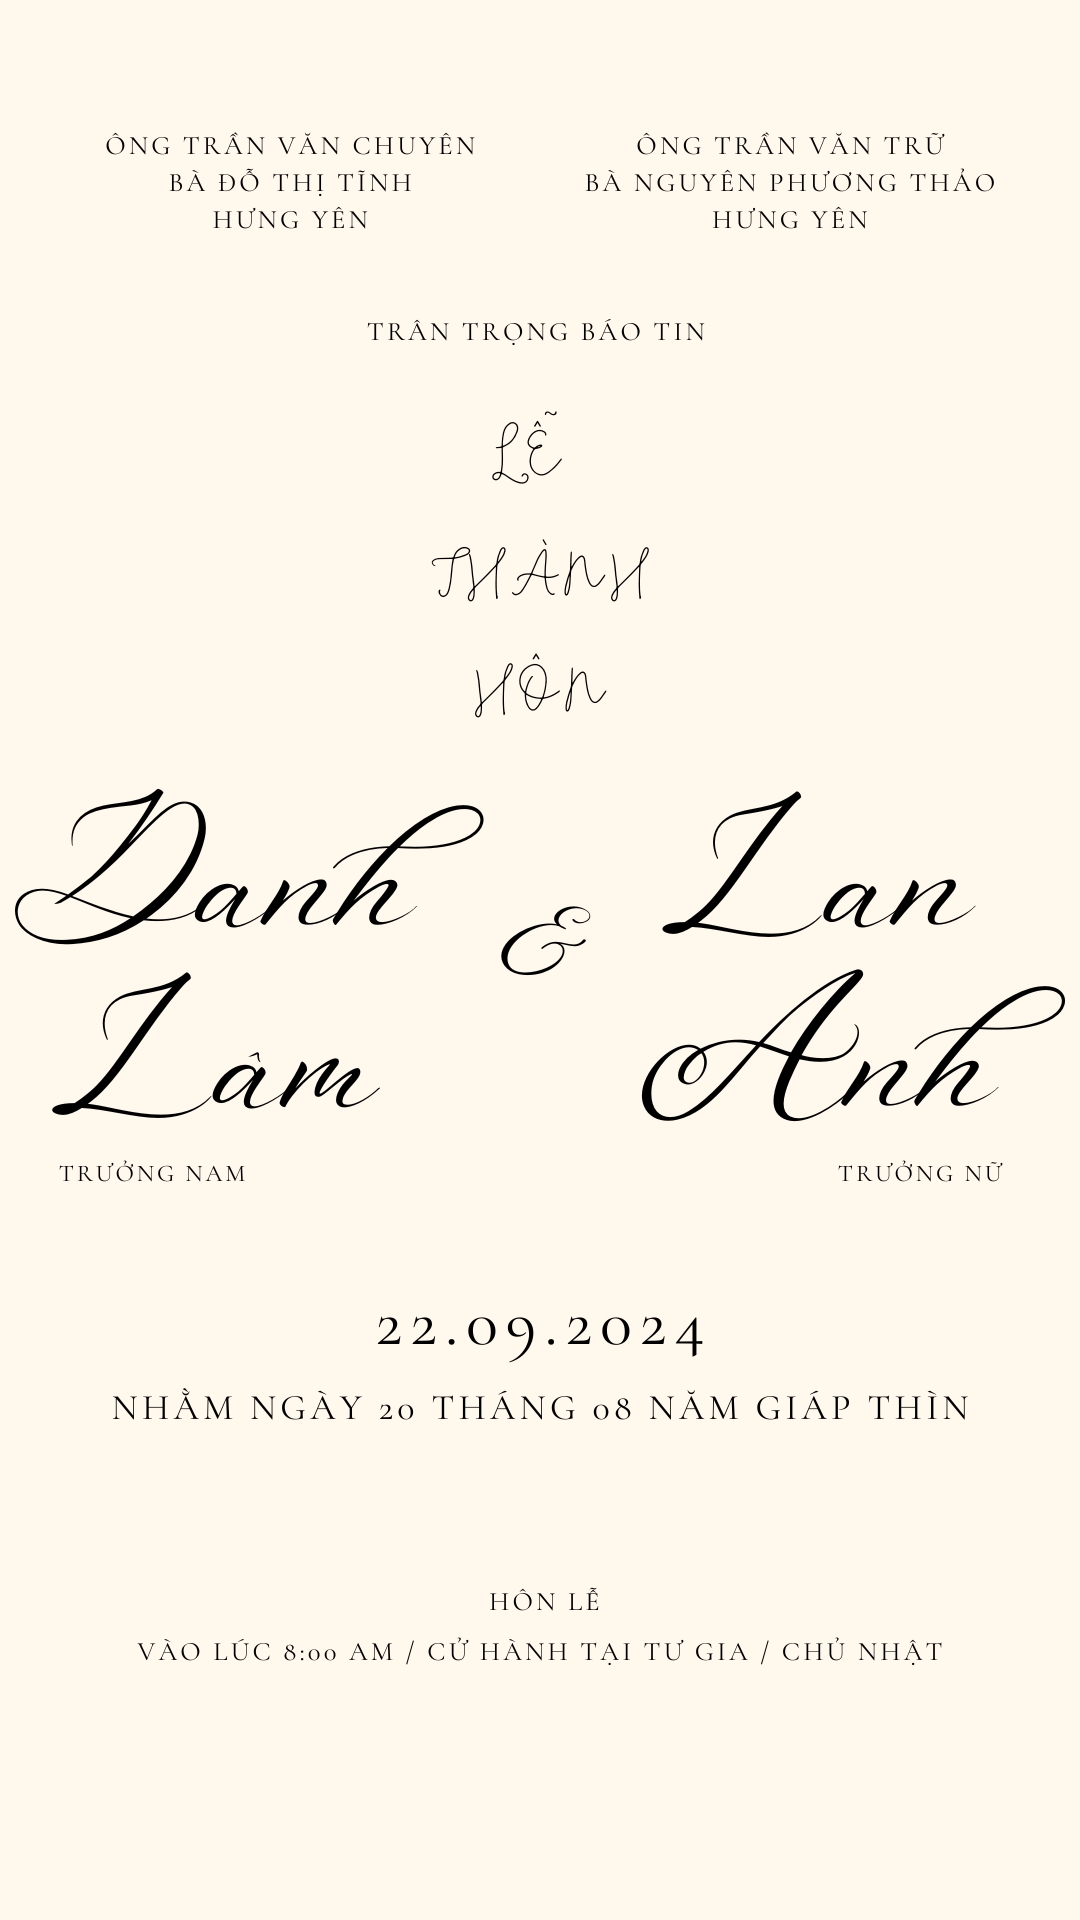 ÔNG TRẦN VĂN CHUYÊN
BÀ ĐỖ THỊ TĨNH
HƯNG YÊN
ÔNG TRẦN VĂN TRỮ
BÀ NGUYÊN PHƯƠNG THẢO
HƯNG YÊN
TRÂN TRỌNG BÁO TIN
LỄ
THÀNH
HÔN
Danh
Lâm
&
Lan
Anh
TRƯỞNG NAM
TRƯỞNG NỮ
22.09.2024
NHẰM NGÀY 20 THÁNG 08 NĂM GIÁP THÌN
HÔN LỄ
VÀO LÚC 8:00 AM / CỬ HÀNH TẠI TƯ GIA / CHỦ NHẬT